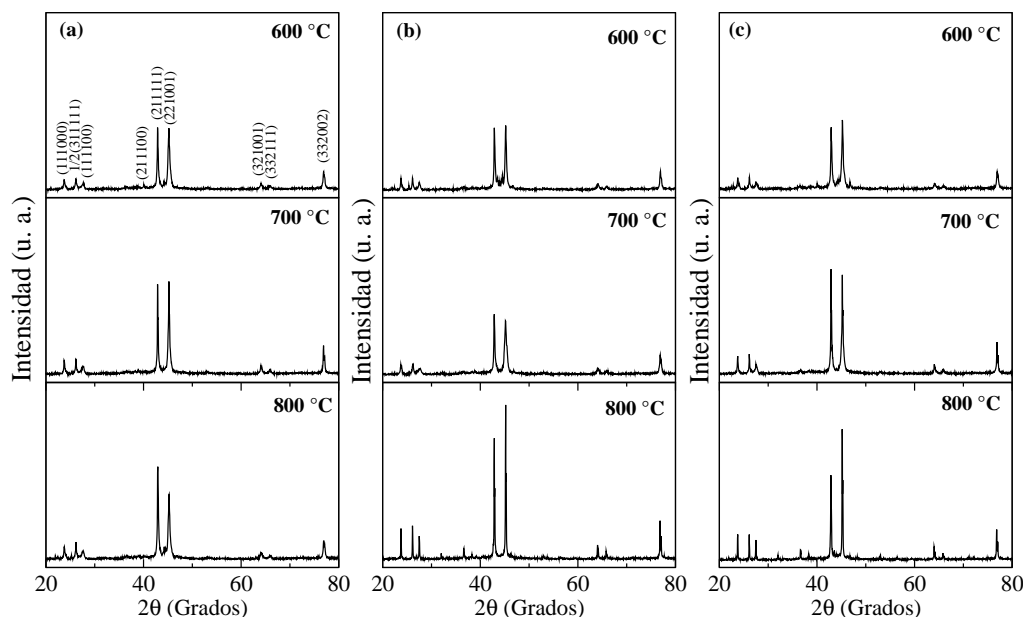 (a)
600 °C
(111000)
1/2(311111)
(111100)
(211100)
(211111)
(221001)
(321001)
(332111)
(332002)
700 °C
800 °C
Intensidad (u. a.)
20 40 60 80
2θ (Grados)
(b)
600 °C
700 °C
800 °C
Intensidad (u. a.)
20 40 60 80
2θ (Grados)
(c)
600 °C
700 °C
800 °C
Intensidad (u. a.)
20 40 60 80
2θ (Grados)